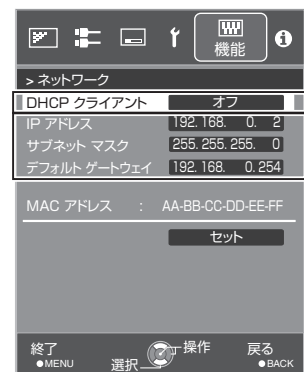 機能
> ネットワーク
DHCP クライアント オフ
IP アドレス 192. 168. 0. 2
サブネット マスク 255. 255. 255. 0
デフォルト ゲートウェイ 192. 168. 0. 254
MAC アドレス : AA-BB-CC-DD-EE-FF
セット
終了 操作 戻る
●MENU 選択 ●BACK